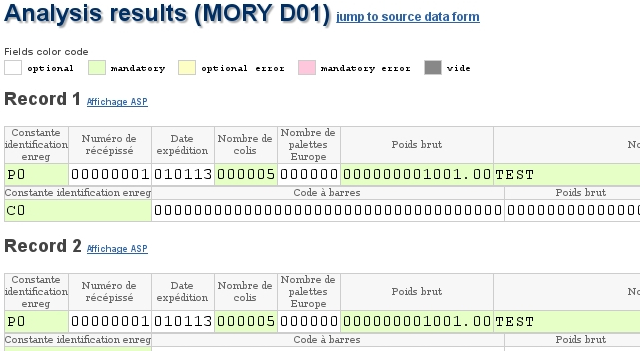 Analysis results (MORY D01) jump to source data form
Fields color code
optional mandatory optional error mandatory error vide
Record 1 Affichage ASP
Constante identification enreg Numéro de récépissé Date expédition Nombre de colis Nombre de palettes Europe Poids brut
P0 00000001 010113 000005 000000 000000001001.00 TEST
Constante identification enreg Code à barres Poids brut
C0
Record 2 Affichage ASP
Constante identification enreg Numéro de récépissé Date expédition Nombre de colis Nombre de palettes Europe Poids brut
P0 00000001 010113 000005 000000 000000001001.00 TEST
Constante identification enreg Code à barres Poids brut